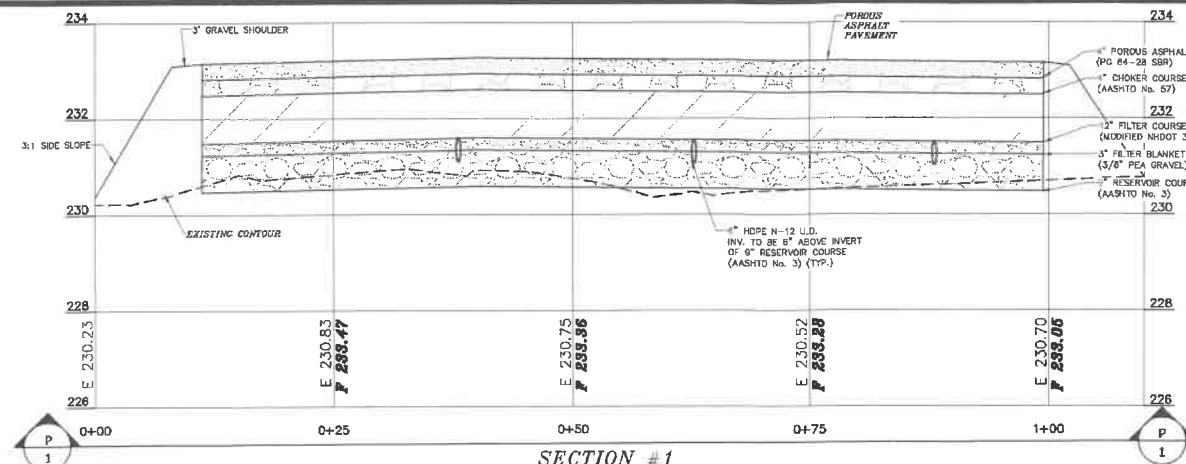 234
234
3' GRAVEL SHOULDER
POROUS
ASPHALT
PAVEMENT
POROUS ASPHAL
(PG 64-28 SBR)
CHOKER COURSE
(AASHTO No. 57)
232
232
12" FILTER COURSE
(MODIFIED NHDOT 3
3:1 SIDE SLOPE
3" FILTER BLANKET
(3/8" PEA GRAVEL)
RESERVOIR COUR
(AASHTO No. 3)
230
230
EXISTING CONTOUR
HDPE N-12 U.D.
INV. TO BE 6" ABOVE INVERT
OF 9" RESERVOIR COURSE
(AASHTO No. 3) (TYP.)
228
228
E 230.23
E 230.83
F 233.47
E 230.75
F 233.36
E 230.52
F 233.28
E 230.70
F 233.05
226
226
P
1
0+00
0+25
0+50
0+75
1+00
P
1
SECTION #1